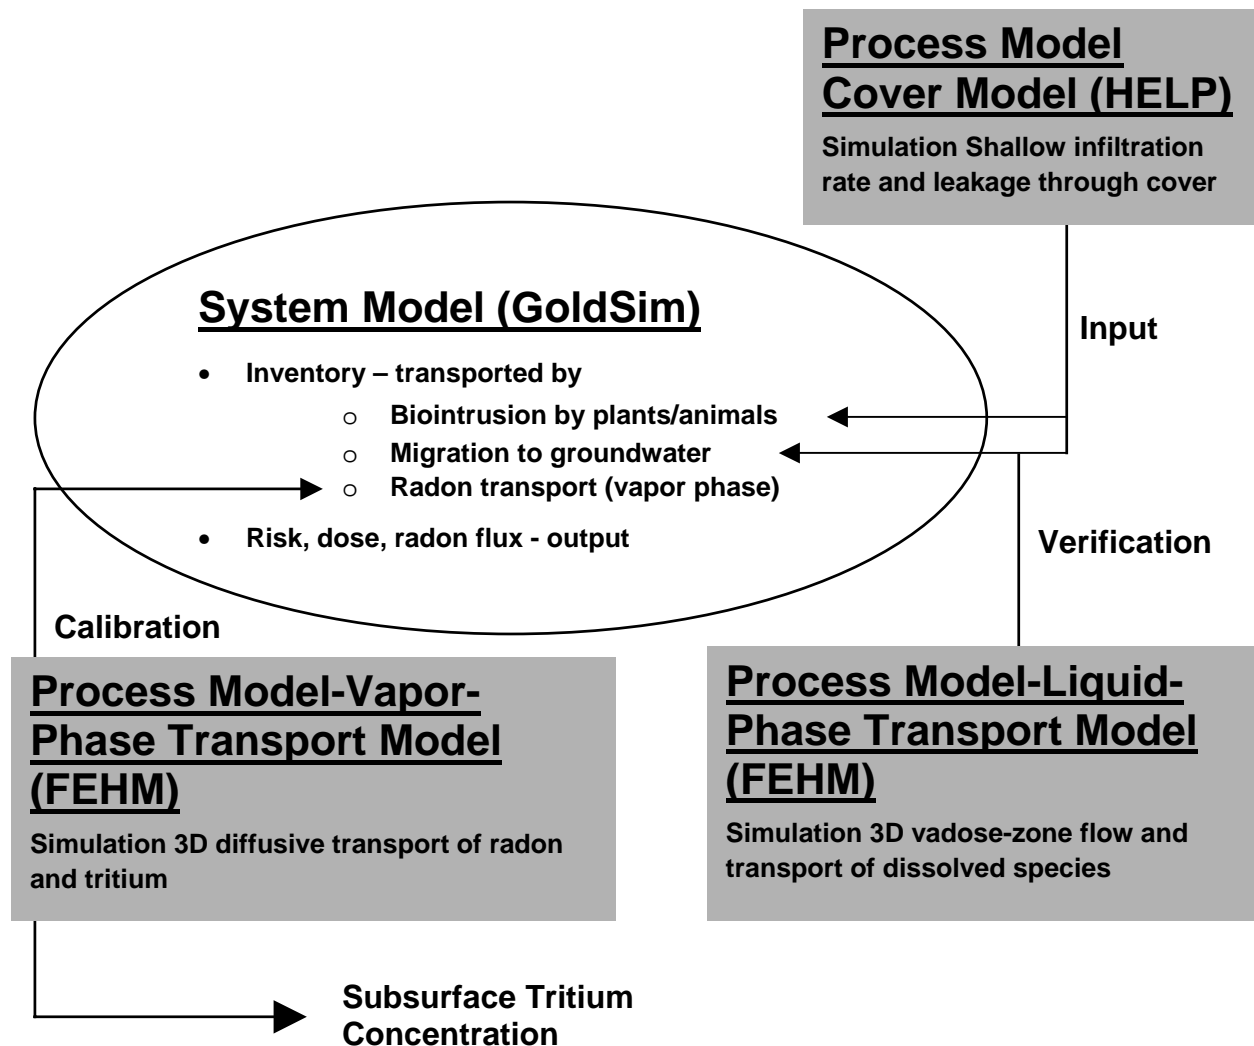 Process Model
Cover Model (HELP)
Simulation Shallow infiltration
rate and leakage through cover
System Model (GoldSim)
• Inventory – transported by
o Biointrusion by plants/animals
o Migration to groundwater
o Radon transport (vapor phase)
• Risk, dose, radon flux - output
Input
Verification
Calibration
Process Model-Vapor-
Phase Transport Model
(FEHM)
Simulation 3D diffusive transport of radon
and tritium
Process Model-Liquid-
Phase Transport Model
(FEHM)
Simulation 3D vadose-zone flow and
transport of dissolved species
Subsurface Tritium
Concentration